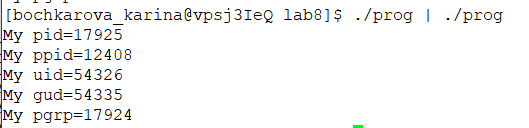 [bochkarova_karina@vpsj3IeQ lab8]$ ./prog | ./prog
My pid=17925
My ppid=12408
My uid=54326
My gud=54335
My pgrp=17924